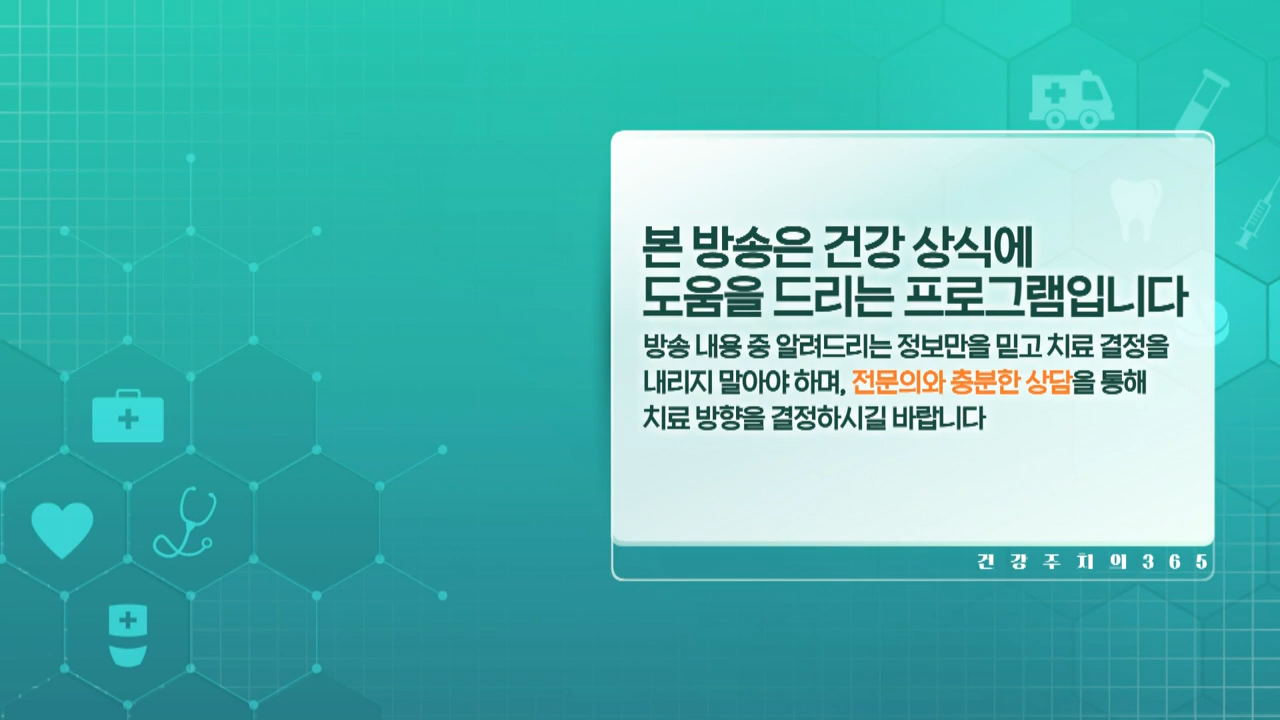 본 방송은 건강 상식에
도움을 드리는 프로그램입니다
방송 내용 중 알려드리는 정보만을 믿고 치료 결정을
내리지 말아야 하며, 전문의와 충분한 상담을 통해
치료 방향을 결정하시길 바랍니다
건강주치의365